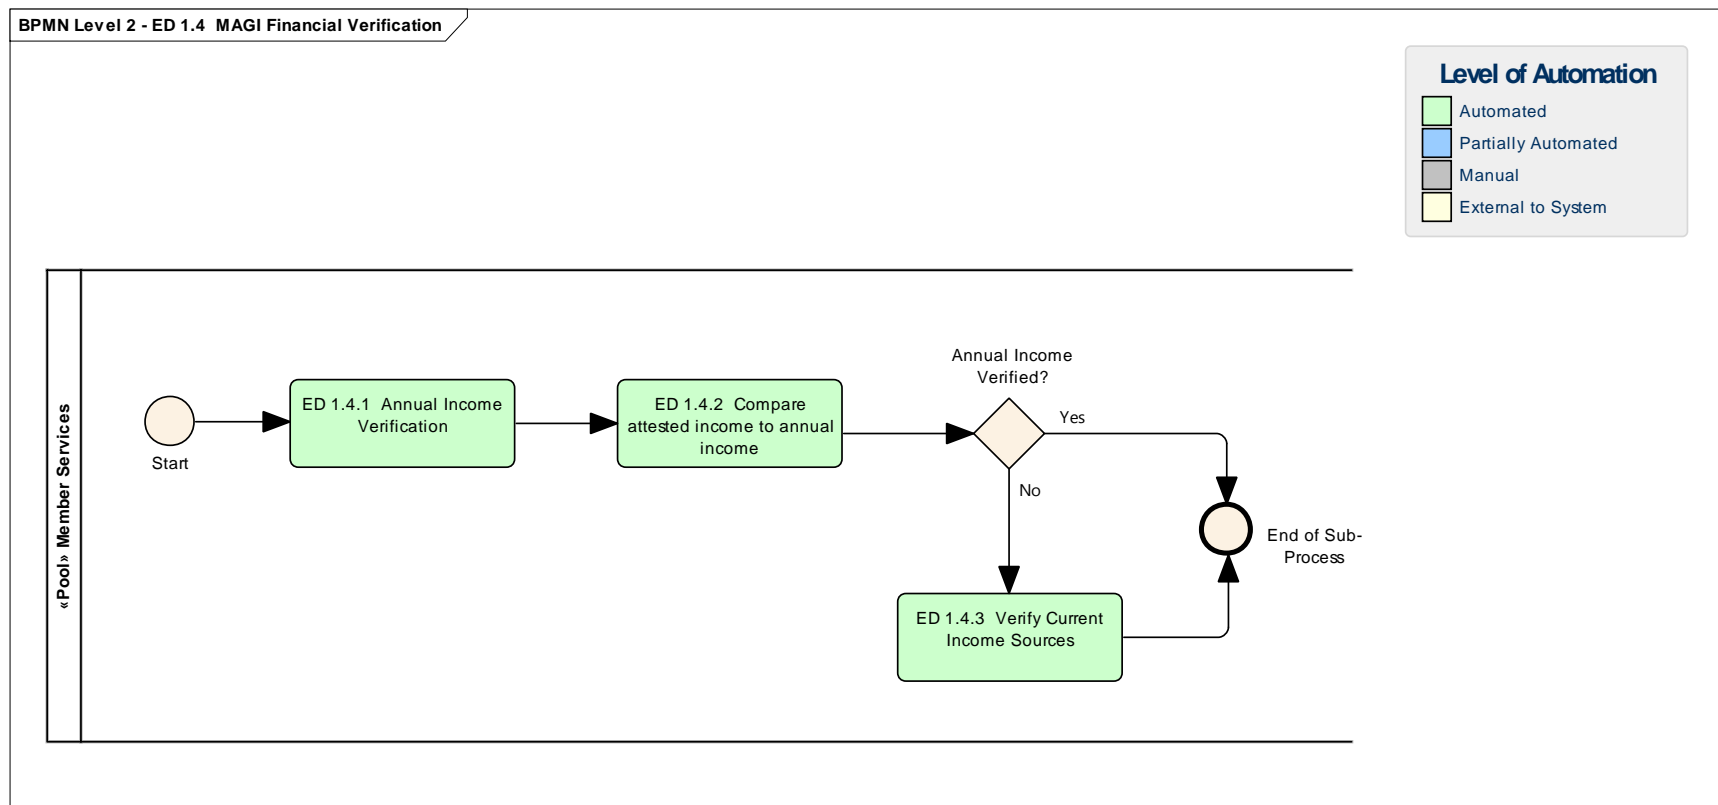 BPMN Level 2 - ED 1.4  MAGI Financial Verification
Level of Automation
Automated
Partially Automated
Manual
External to System
«Pool» Member Services
Start
ED 1.4.1  Annual Income
Verification
ED 1.4.2  Compare
attested income to annual
income
Annual Income
Verified?
Yes
No
ED 1.4.3  Verify Current
Income Sources
End of Sub-
Process